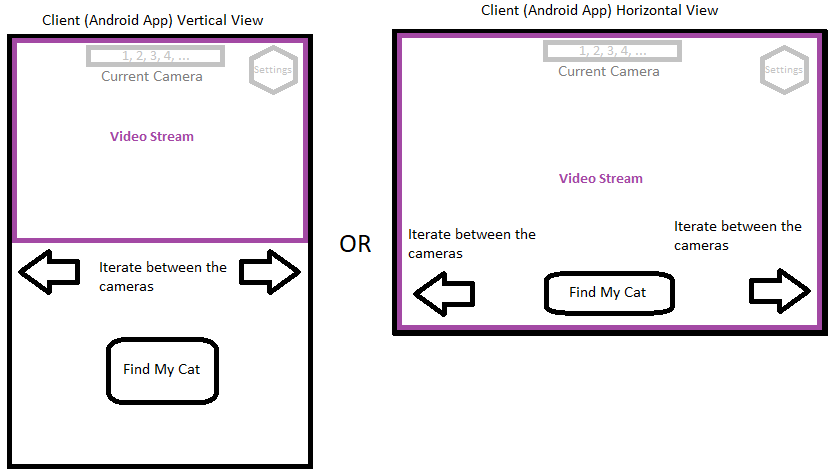 Client (Android App) Vertical View
1, 2, 3, 4, ...
Current Camera
Settings
Video Stream
Iterate between the
cameras
Find My Cat
OR
Client (Android App) Horizontal View
1, 2, 3, 4, ...
Current Camera
Settings
Video Stream
Iterate between the
cameras
Iterate between the
cameras
Find My Cat